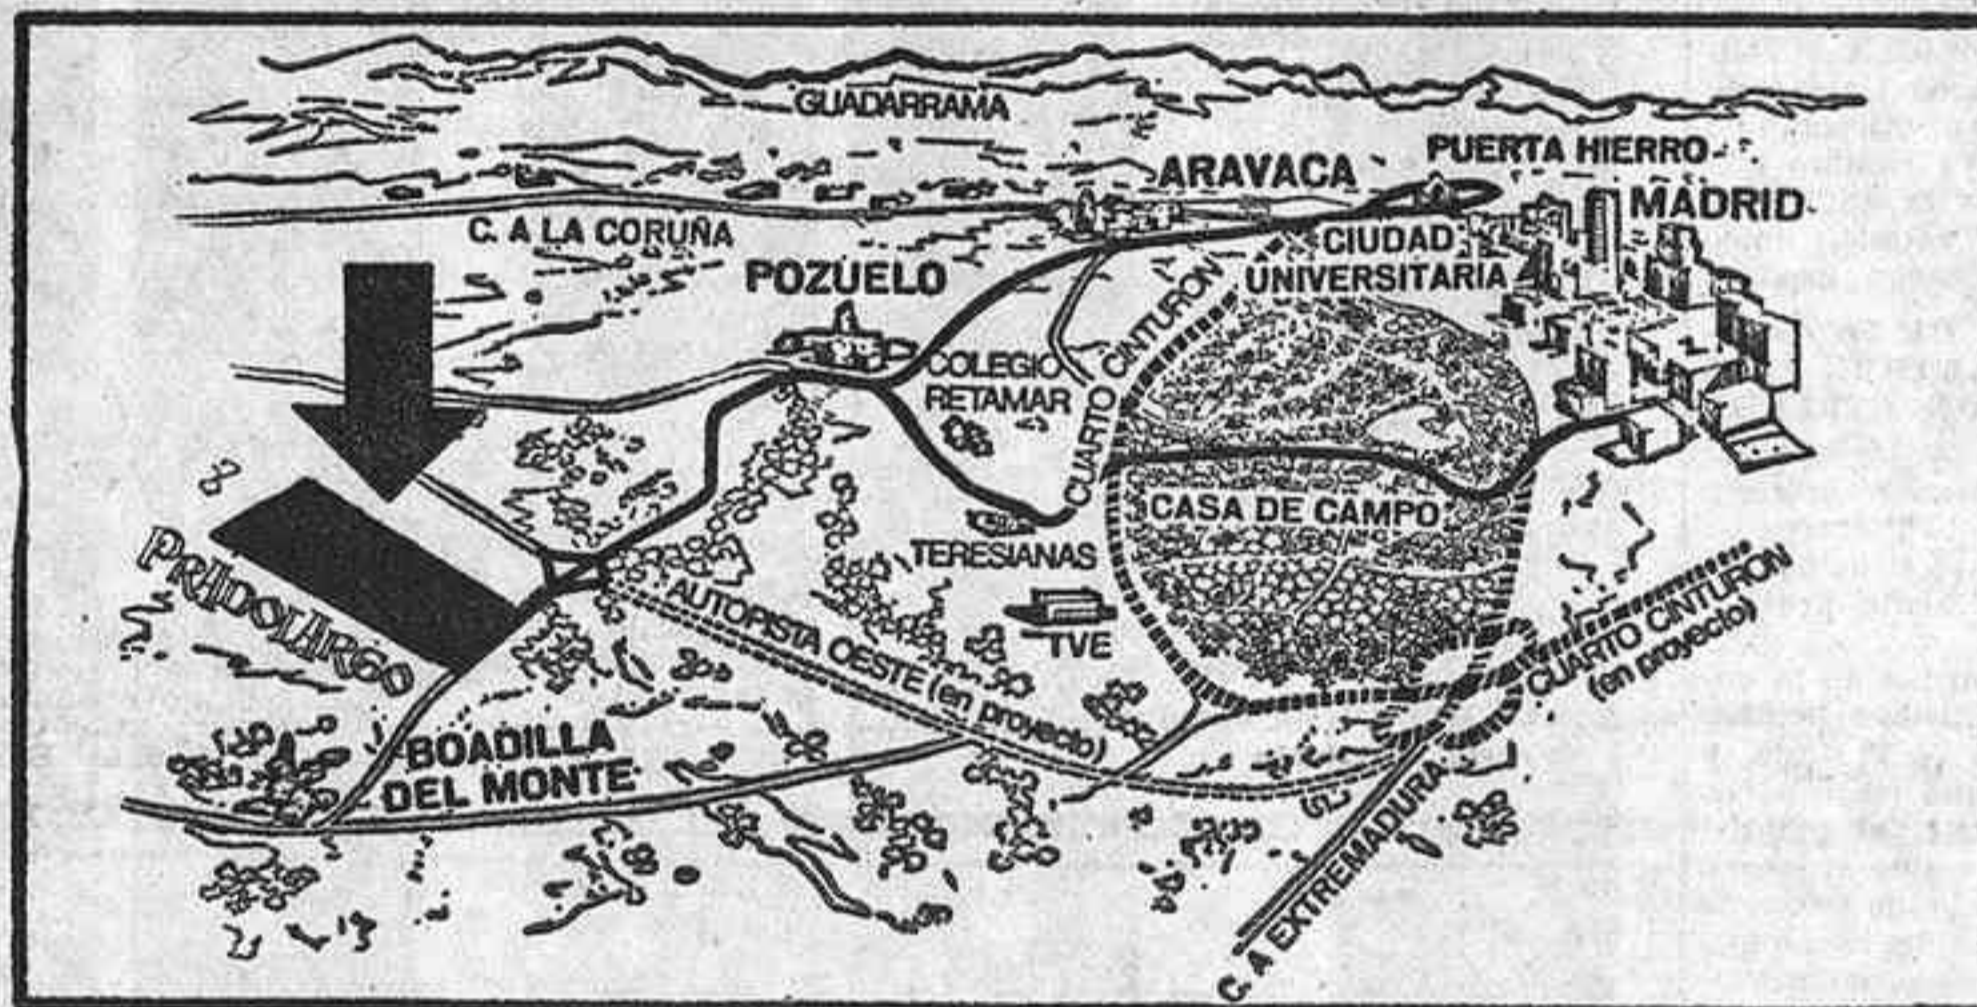 GUADARRAMA
ARAVACA
PUERTA HIERRO
MADRID
C. A LA CORUÑA
CIUDAD
UNIVERSITARIA
POZUELO
COLEGIO
RETAMAR
CUARTO CINTURON
CASA DE CAMPO
PRADOLARGO
TERESIANAS
TVE
AUTOPISTA OESTE (en proyecto)
CUARTO CINTURON
(en proyecto)
BOADILLA
DEL MONTE
C. A EXTREMADURA